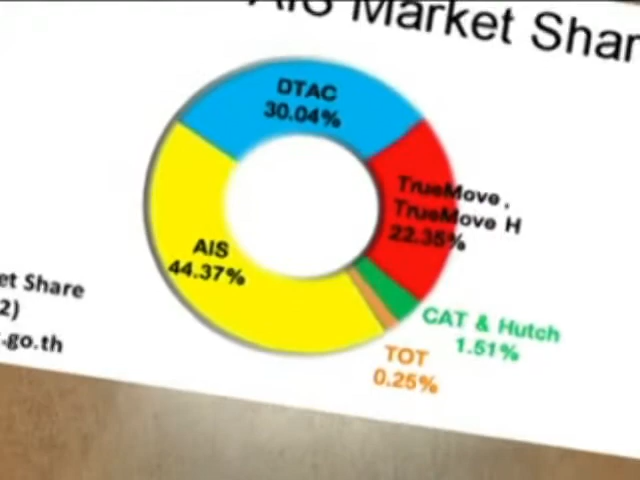 AIS Market Shar
DTAC
30.04%
TrueMove,
TrueMove H
22.35%
AIS
44.37%
CAT & Hutch
1.51%
TOT
0.25%
et Share
2)
.go.th